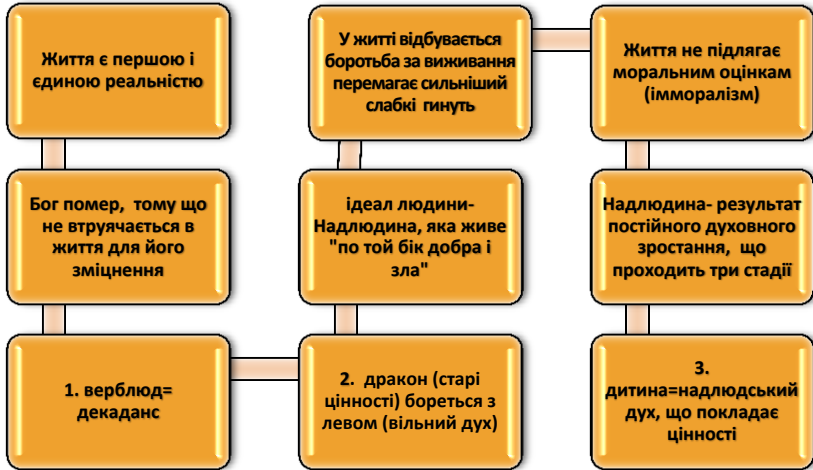 Життя є першою і
єдиною реальністю
Бог помер, тому що
не втруячається в
життя для його
зміцнення
1. верблюд=
декаданс
2. дракон (старі
цінності) бореться з
левом (вільний дух)
ідеал людини-
Надлюдина, яка живе
"по той бік добра і
зла"
У житті відбувається
боротьба за виживання
перемагає сильніший
слабкі гинуть
Життя не підлягає
моральним оцінкам
(імморалізм)
Надлюдина- результат
постійного духовного
зростання, що
проходить три стадії
3.
дитина=надлюдський
дух, що покладає
цінності